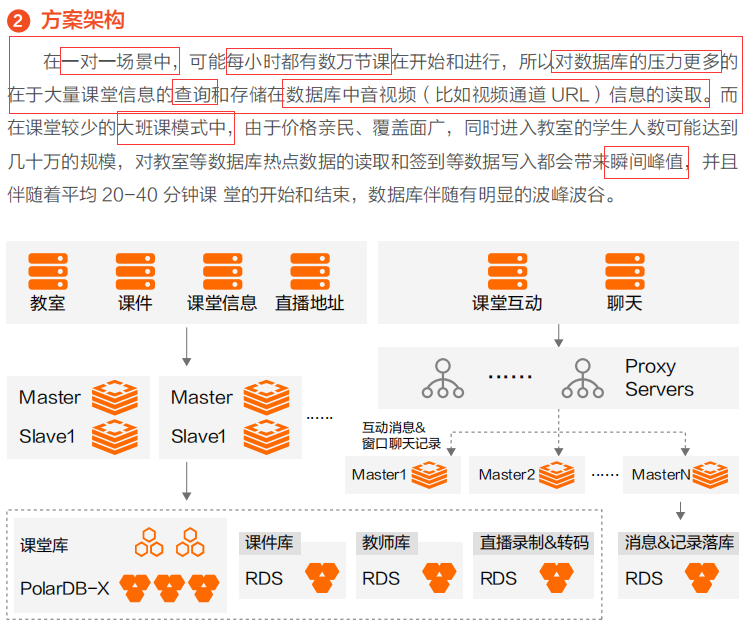 2 方案架构
在一对一场景中，可能每小时都有数万节课在开始和进行，所以对数据库的压力更多的
在于大量课堂信息的查询和存储在数据库中音视频（比如视频通道 URL）信息的读取。而
在课堂较少的大班课模式中，由于价格亲民、覆盖面广，同时进入教室的学生人数可能达到
几十万的规模，对教室等数据库热点数据的读取和签到等数据写入都会带来瞬间峰值，并且
伴随着平均 20-40 分钟课 堂的开始和结束，数据库伴随有明显的波峰波谷。
教室 课件 课堂信息 直播地址
课堂互动 聊天
Master
Slave1
Master
Slave1
······
······
Proxy
Servers
互动消息&
窗口聊天记录
Master1 Master2 ······ MasterN
课堂库
PolarDB-X
课件库
RDS
教师库
RDS
直播录制&转码
RDS
消息&记录落库
RDS